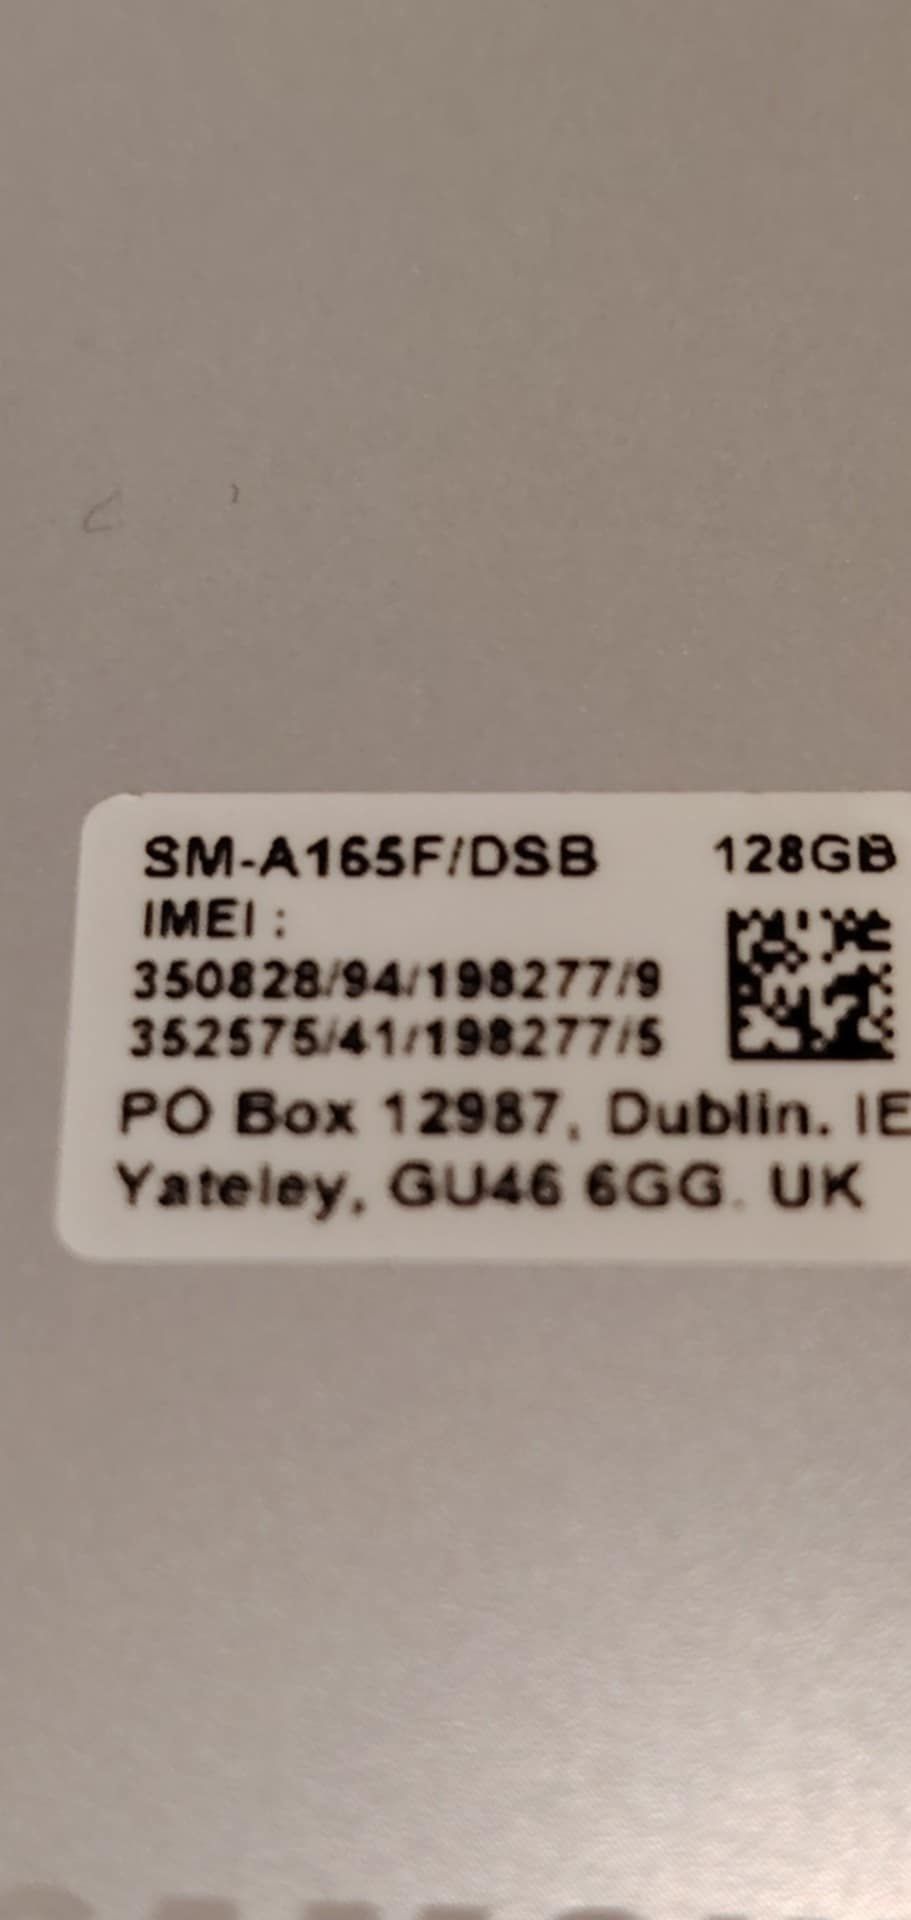 SM-A165F/DSB 128GB
IMEI :
350828/94/198277/9
352575/41/198277/5
PO Box 12987, Dublin. IE
Yateley, GU46 6GG. UK